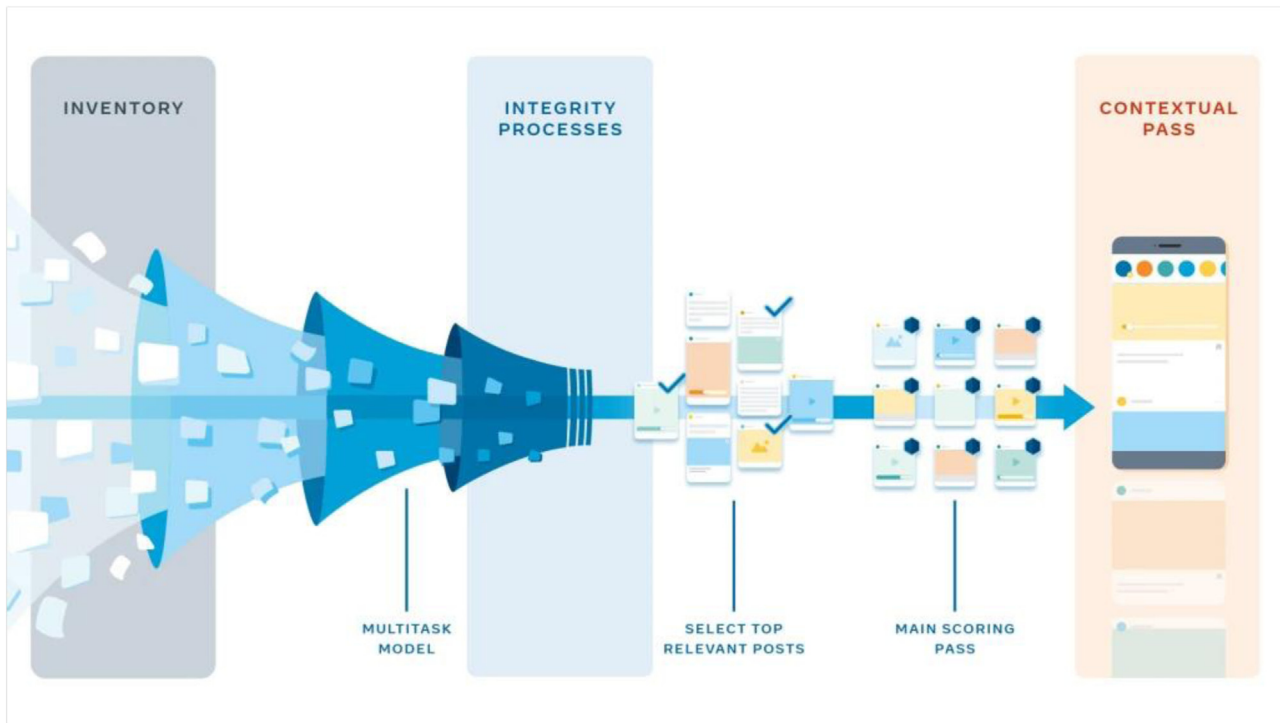 INVENTORY
INTEGRITY
PROCESSES
CONTEXTUAL
PASS
MULTITASK
MODEL
SELECT TOP
RELEVANT POSTS
MAIN SCORING
PASS